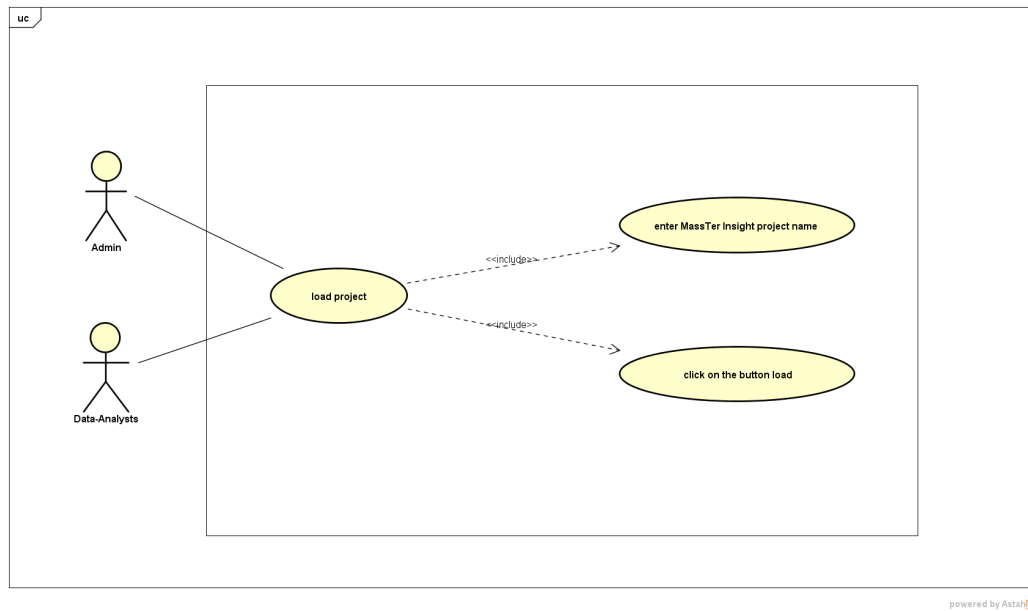 uc
Admin
Data-Analysts
load project
<<include>>
<<include>>
enter MassTer Insight project name
click on the button load
powered by Astah